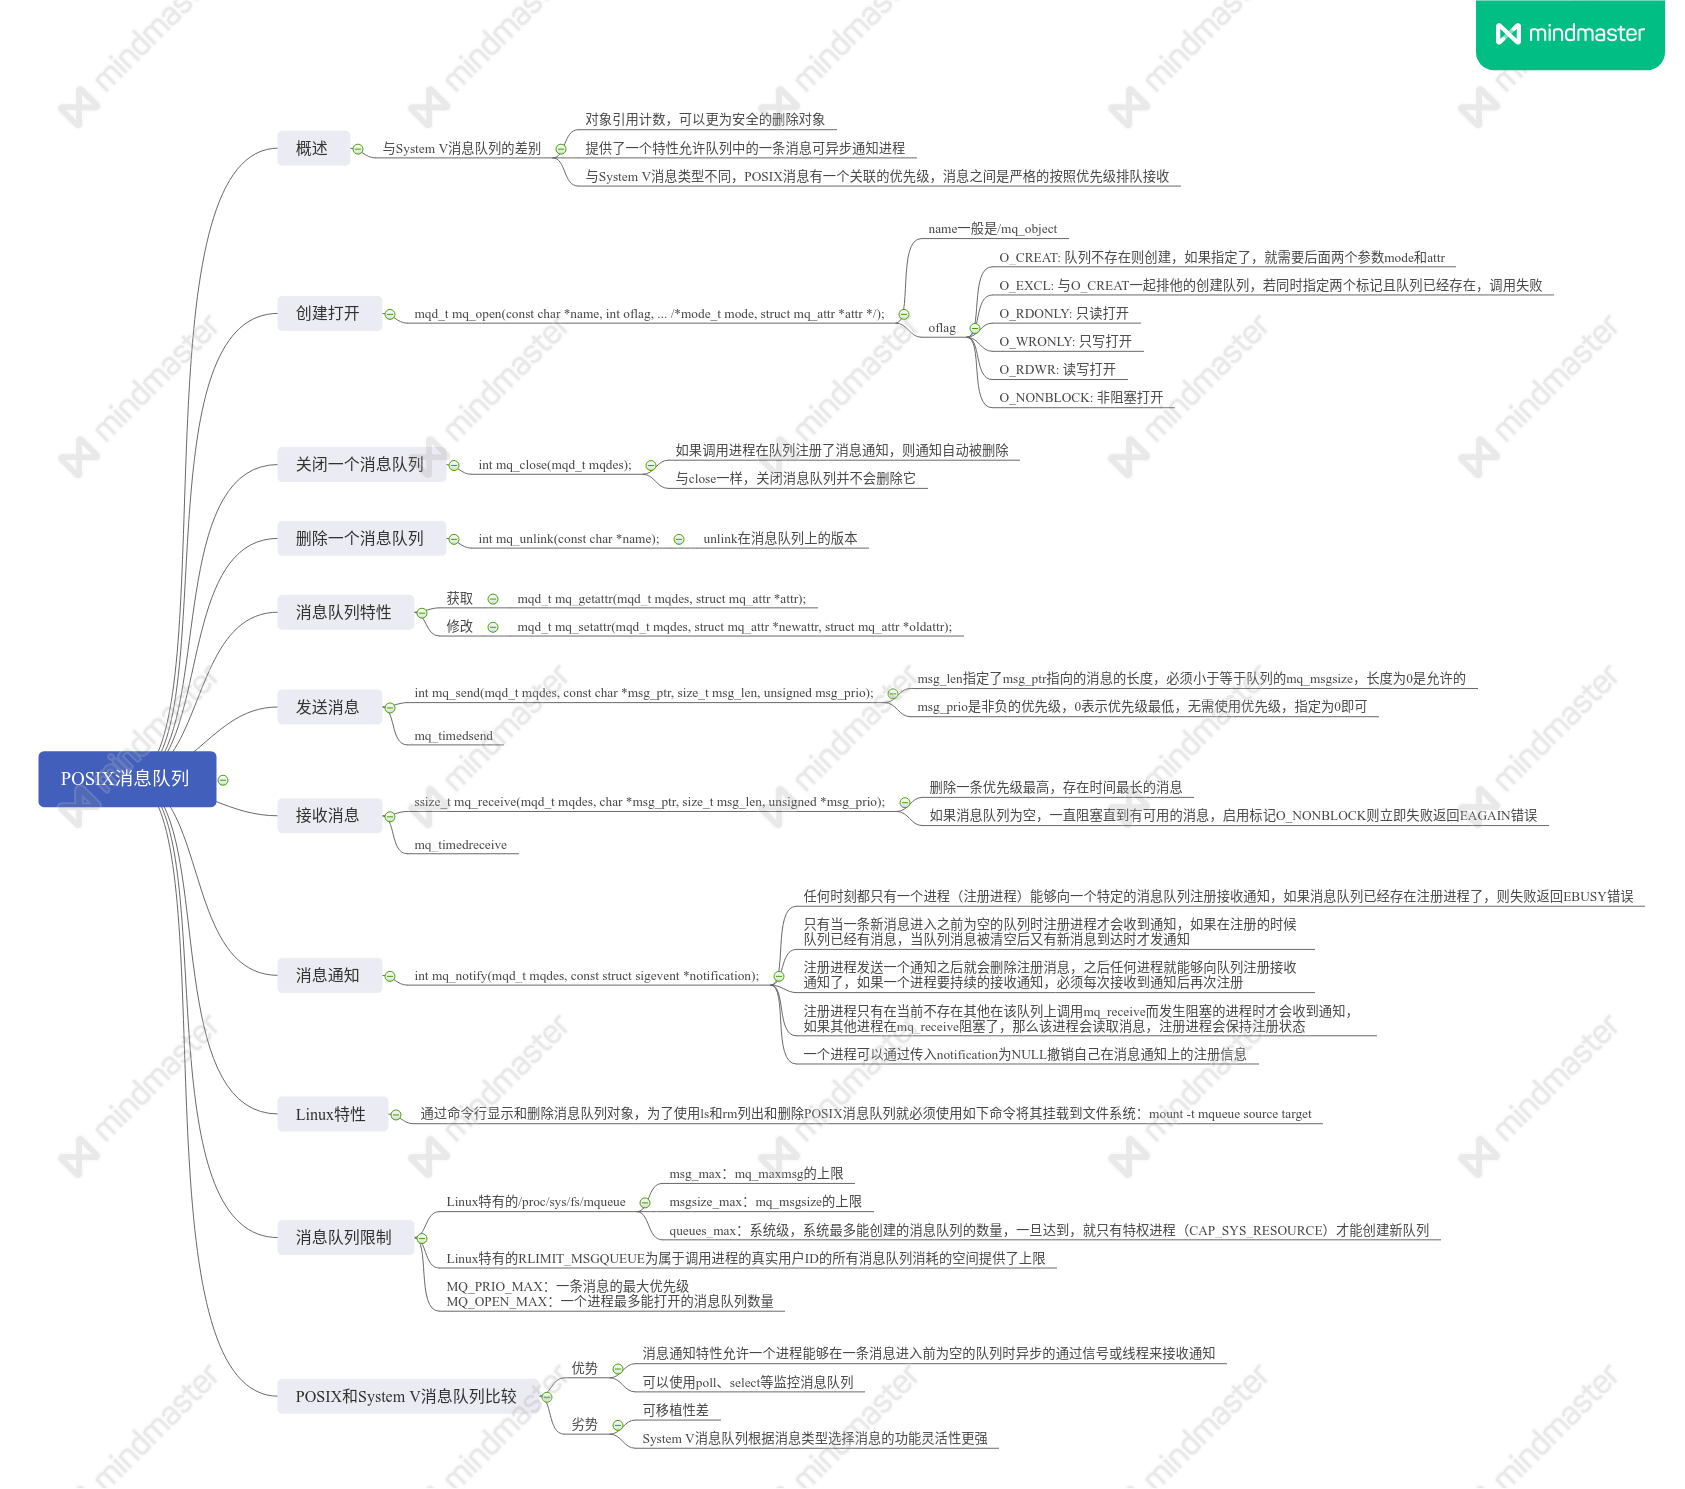 mindmaster
POSIX消息队列
概述
与System V消息队列的差别
对象引用计数，可以更为安全的删除对象
提供了一个特性允许队列中的一条消息可异步通知进程
与System V消息类型不同，POSIX消息有一个关联的优先级，消息之间是严格的按照优先级排队接收
创建打开
mqd_t mq_open(const char *name, int oflag, ... /*mode_t mode, struct mq_attr *attr */);
name一般是/mq_object
oflag
O_CREAT: 队列不存在则创建，如果指定了，就需要后面两个参数mode和attr
O_EXCL: 与O_CREAT一起排他的创建队列，若同时指定两个标记且队列已经存在，调用失败
O_RDONLY: 只读打开
O_WRONLY: 只写打开
O_RDWR: 读写打开
O_NONBLOCK: 非阻塞打开
关闭一个消息队列
int mq_close(mqd_t mqdes);
如果调用进程在队列注册了消息通知，则通知自动被删除
与close一样，关闭消息队列并不会删除它
删除一个消息队列
int mq_unlink(const char *name);
unlink在消息队列上的版本
消息队列特性
获取
mqd_t mq_getattr(mqd_t mqdes, struct mq_attr *attr);
修改
mqd_t mq_setattr(mqd_t mqdes, struct mq_attr *newattr, struct mq_attr *oldattr);
发送消息
int mq_send(mqd_t mqdes, const char *msg_ptr, size_t msg_len, unsigned msg_prio);
msg_len指定了msg_ptr指向的消息的长度，必须小于等于队列的mq_msgsize，长度为0是允许的
msg_prio是非负的优先级，0表示优先级最低，无需使用优先级，指定为0即可
mq_timedsend
接收消息
ssize_t mq_receive(mqd_t mqdes, char *msg_ptr, size_t msg_len, unsigned *msg_prio);
删除一条优先级最高，存在时间最长的消息
如果消息队列为空，一直阻塞直到有可用的消息，启用标记O_NONBLOCK则立即失败返回EAGAIN错误
mq_timedreceive
消息通知
int mq_notify(mqd_t mqdes, const struct sigevent *notification);
任何时刻都只有一个进程（注册进程）能够向一个特定的消息队列注册接收通知，如果消息队列已经存在注册进程了，则失败返回EBUSY错误
只有当一条新消息进入之前为空的队列时注册进程才会收到通知，如果在注册的时候
队列已经有消息，当队列消息被清空后又有新消息到达时才发通知
注册进程发送一个通知之后就会删除注册消息，之后任何进程就能够向队列注册接收
通知了，如果一个进程要持续的接收通知，必须每次接收到通知后再次注册
注册进程只有在当前不存在其他在该队列上调用mq_receive而发生阻塞的进程时才会收到通知，
如果其他进程在mq_receive阻塞了，那么该进程会读取消息，注册进程会保持注册状态
一个进程可以通过传入notification为NULL撤销自己在消息通知上的注册信息
Linux特性
通过命令行显示和删除消息队列对象，为了使用ls和rm列出和删除POSIX消息队列就必须使用如下命令将其挂载到文件系统：mount -t mqueue source target
消息队列限制
Linux特有的/proc/sys/fs/mqueue
msg_max：mq_maxmsg的上限
msgsize_max：mq_msgsize的上限
queues_max：系统级，系统最多能创建的消息队列的数量，一旦达到，就只有特权进程（CAP_SYS_RESOURCE）才能创建新队列
Linux特有的RLIMIT_MSGQUEUE为属于调用进程的真实用户ID的所有消息队列消耗的空间提供了上限
MQ_PRIO_MAX：一条消息的最大优先级
MQ_OPEN_MAX：一个进程最多能打开的消息队列数量
POSIX和System V消息队列比较
优势
消息通知特性允许一个进程能够在一条消息进入前为空的队列时异步的通过信号或线程来接收通知
可以使用poll、select等监控消息队列
劣势
可移植性差
System V消息队列根据消息类型选择消息的功能灵活性更强